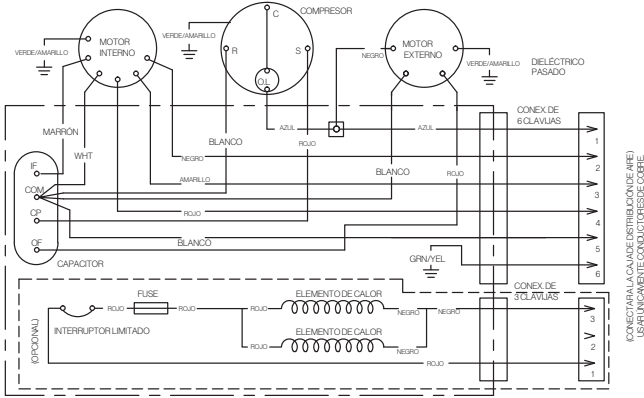 COMPRESOR
C
VERDE/AMARILLO
MOTOR
INTERNO
VERDE/AMARILLO
R
S
O.L.
NEGRO
MOTOR
EXTERNO
VERDE/AMARILLO
DIELÉCTRICO
PASADO
CONEX. DE
6 CLAVIJAS
MARRÓN
WHT
BLANCO
AZUL
ROJO
AZUL
1
NEGRO
2
IF
AMARILLO
BLANCO
ROJO
3
COM
CP
ROJO
4
OF
BLANCO
5
CAPACITOR
GRN/YEL
6
CONEX. DE
3 CLAVIJAS
(OPCIONAL)
ROJO
FUSE
ROJO
ROJO
ELEMENTO DE CALOR
NEGRO
NEGRO
3
INTERRUPTOR LIMITADO
ELEMENTO DE CALOR
ROJO
NEGRO
2
ROJO
1
(CONECTAR A LA CAJA DE DISTRIBUCIÓN DE AIRE)
USAR ÚNICAMENTE CONDUCTORES DE COBRE.